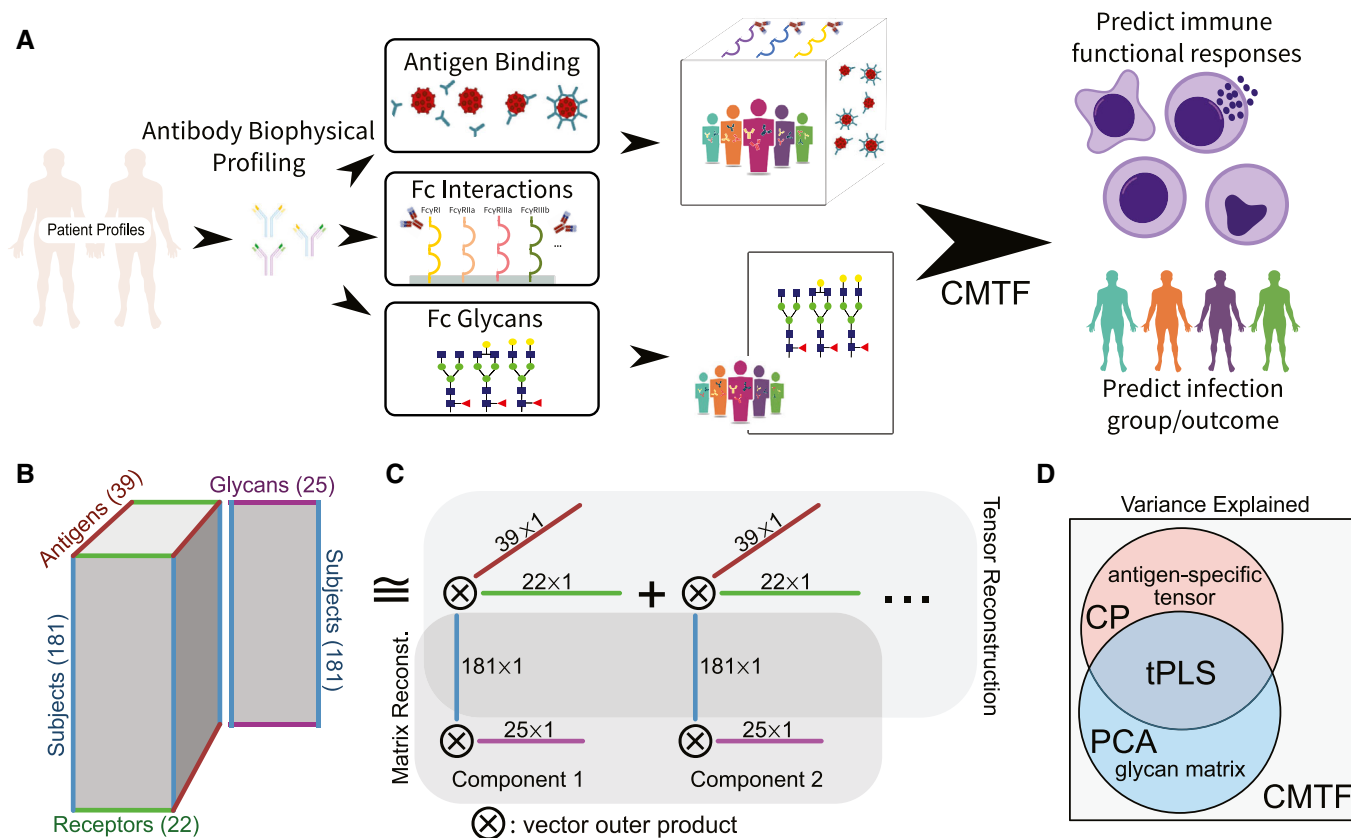 A
Patient Profiles
Antibody Biophysical
Profiling
Antigen Binding
Fc Interactions
FcγRI FcγRIIa FcγRIIIa FcγRIIIb
...
Fc Glycans
CMTF
Predict immune
functional responses
Predict infection
group/outcome
B
Antigens (39)
Glycans (25)
Subjects (181)
Subjects (181)
Receptors (22)
C
≅
39×1
22×1
+
39×1
22×1
...
181×1
181×1
25×1
25×1
Component 1
Component 2
Matrix Reconst.
Tensor Reconstruction
⊗ : vector outer product
D
Variance Explained
antigen-specific
tensor
CP
tPLS
PCA
glycan matrix
CMTF